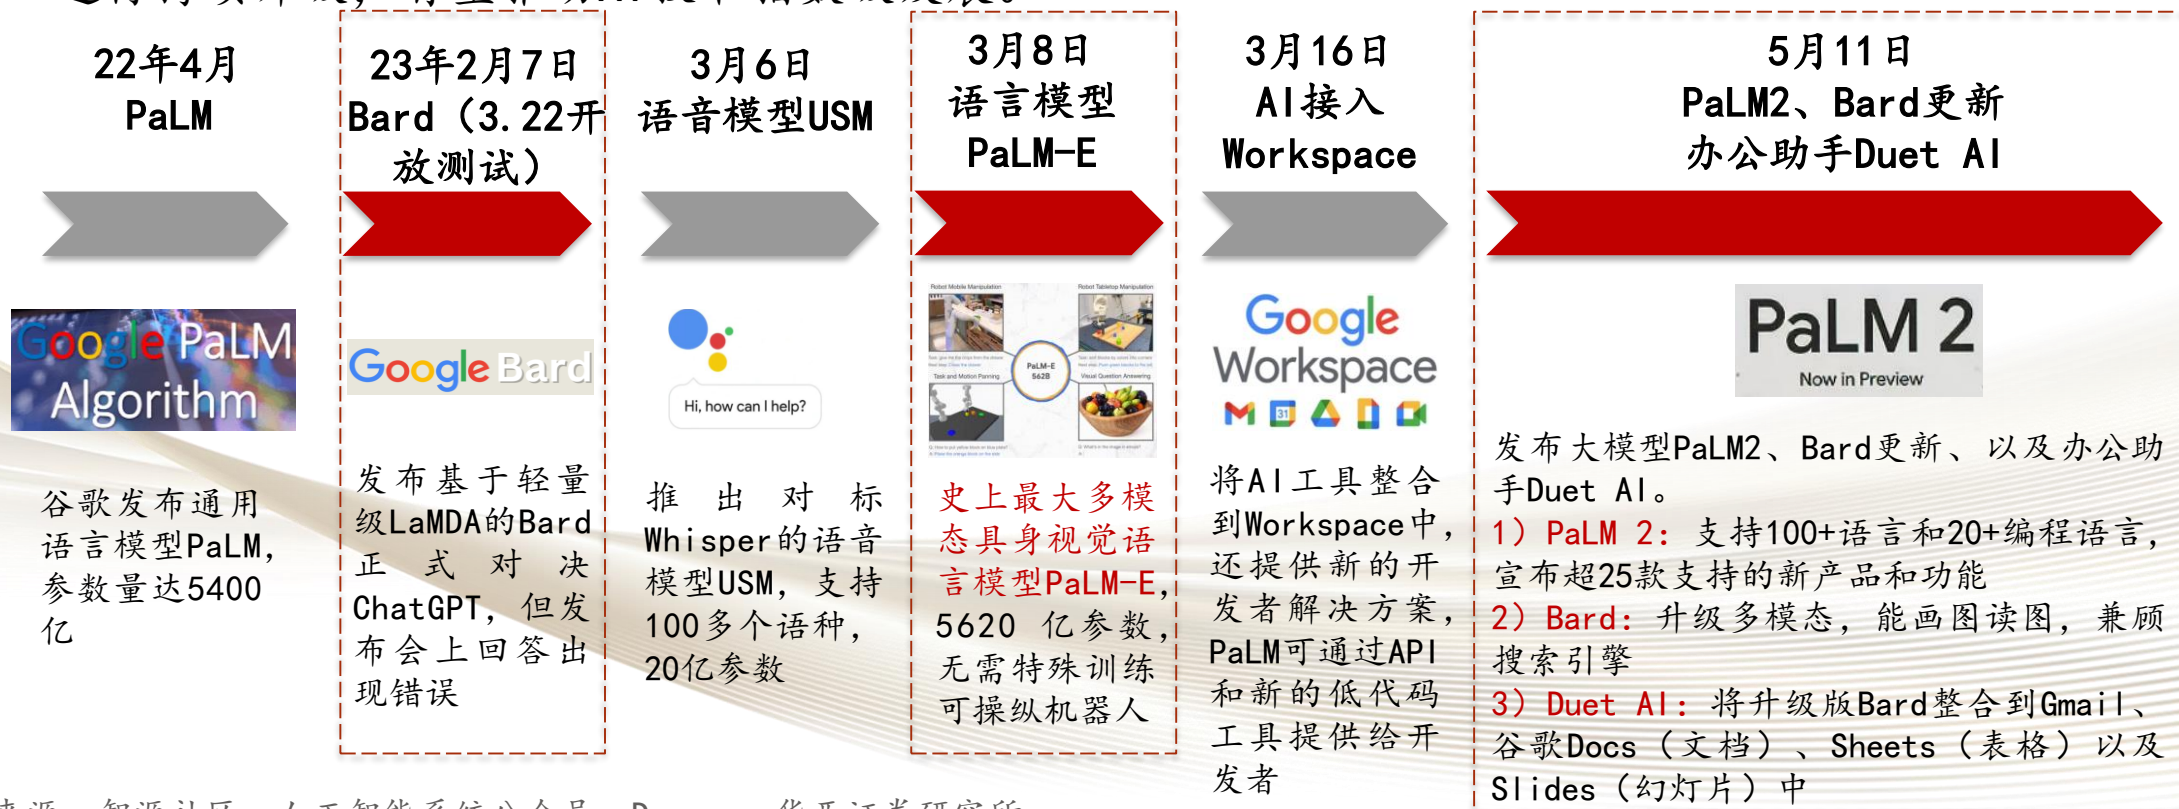 22年4月
PaLM
23年2月7日
Bard（3.22开
放测试）
3月6日
语音模型USM
3月8日
语言模型
PaLM-E
3月16日
AI接入
Workspace
5月11日
PaLM2、Bard更新
办公助手Duet AI
Google PaLM
Algorithm
谷歌发布通用
语言模型PaLM,
参数量达5400
亿
Google Bard
发布基于轻量
级LaMDA的Bard
正式对决
ChatGPT，但发
布会上回答出
现错误
Hi, how can I help?
推出对标
Whisper的语音
模型USM，支持
100多个语种，
20亿参数
Robot Mobile Manipulation
Robot Tabletop Manipulation
PaLM-E
562B
Task and Motion Planning
Visual Question Answering
史上最大多模
态具身视觉语
言模型PaLM-E，
5620 亿参数，
无需特殊训练
可操纵机器人
Google
Workspace
31
将AI工具整合
到Workspace中，
还提供新的开
发者解决方案，
PaLM可通过API
和新的低代码
工具提供给开
发者
PaLM 2
Now in Preview
发布大模型PaLM2、Bard更新、以及办公助
手Duet AI。
1）PaLM 2：支持100+语言和20+编程语言，
宣布超25款支持的新产品和功能
2）Bard：升级多模态，能画图读图，兼顾
搜索引擎
3）Duet AI：将升级版Bard整合到Gmail、
谷歌Docs（文档）、Sheets（表格）以及
Slides（幻灯片）中